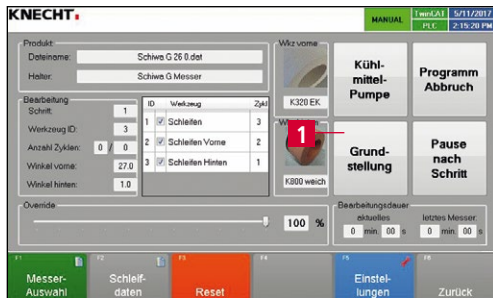 KNECHT.
MANUAL
TwinCAT 5/11/2017
PLC 2:15:20 PM
Produkt
Dateiname: Schiwa G 26 0.dat
Halter: Schiwa G Messer
Bearbeitung
Schritt: 1
Werkzeug ID: 3
Anzahl Zyklen: 0 / 0
Winkel vorne: 27.0
Winkel hinten: 1.0
ID Werkzeug Zykl
1 Schleifen 3
2 Schleifen Vorne 2
3 Schleifen Hinten 1
Wkz vorne
K320 EK
K800 weich
1
Kühl-
mittel-
Pumpe
Programm
Abbruch
Grund-
stellung
Pause
nach
Schritt
Override
100 %
Bearbeitungsdauer
aktuelles
0 min 00 s
letztes Messer:
0 min 00 s
F1
Messer-
Auswahl
F2
Schleif-
daten
F3
Reset
F4
F5
Einstel-
lungen
F6
Zurück